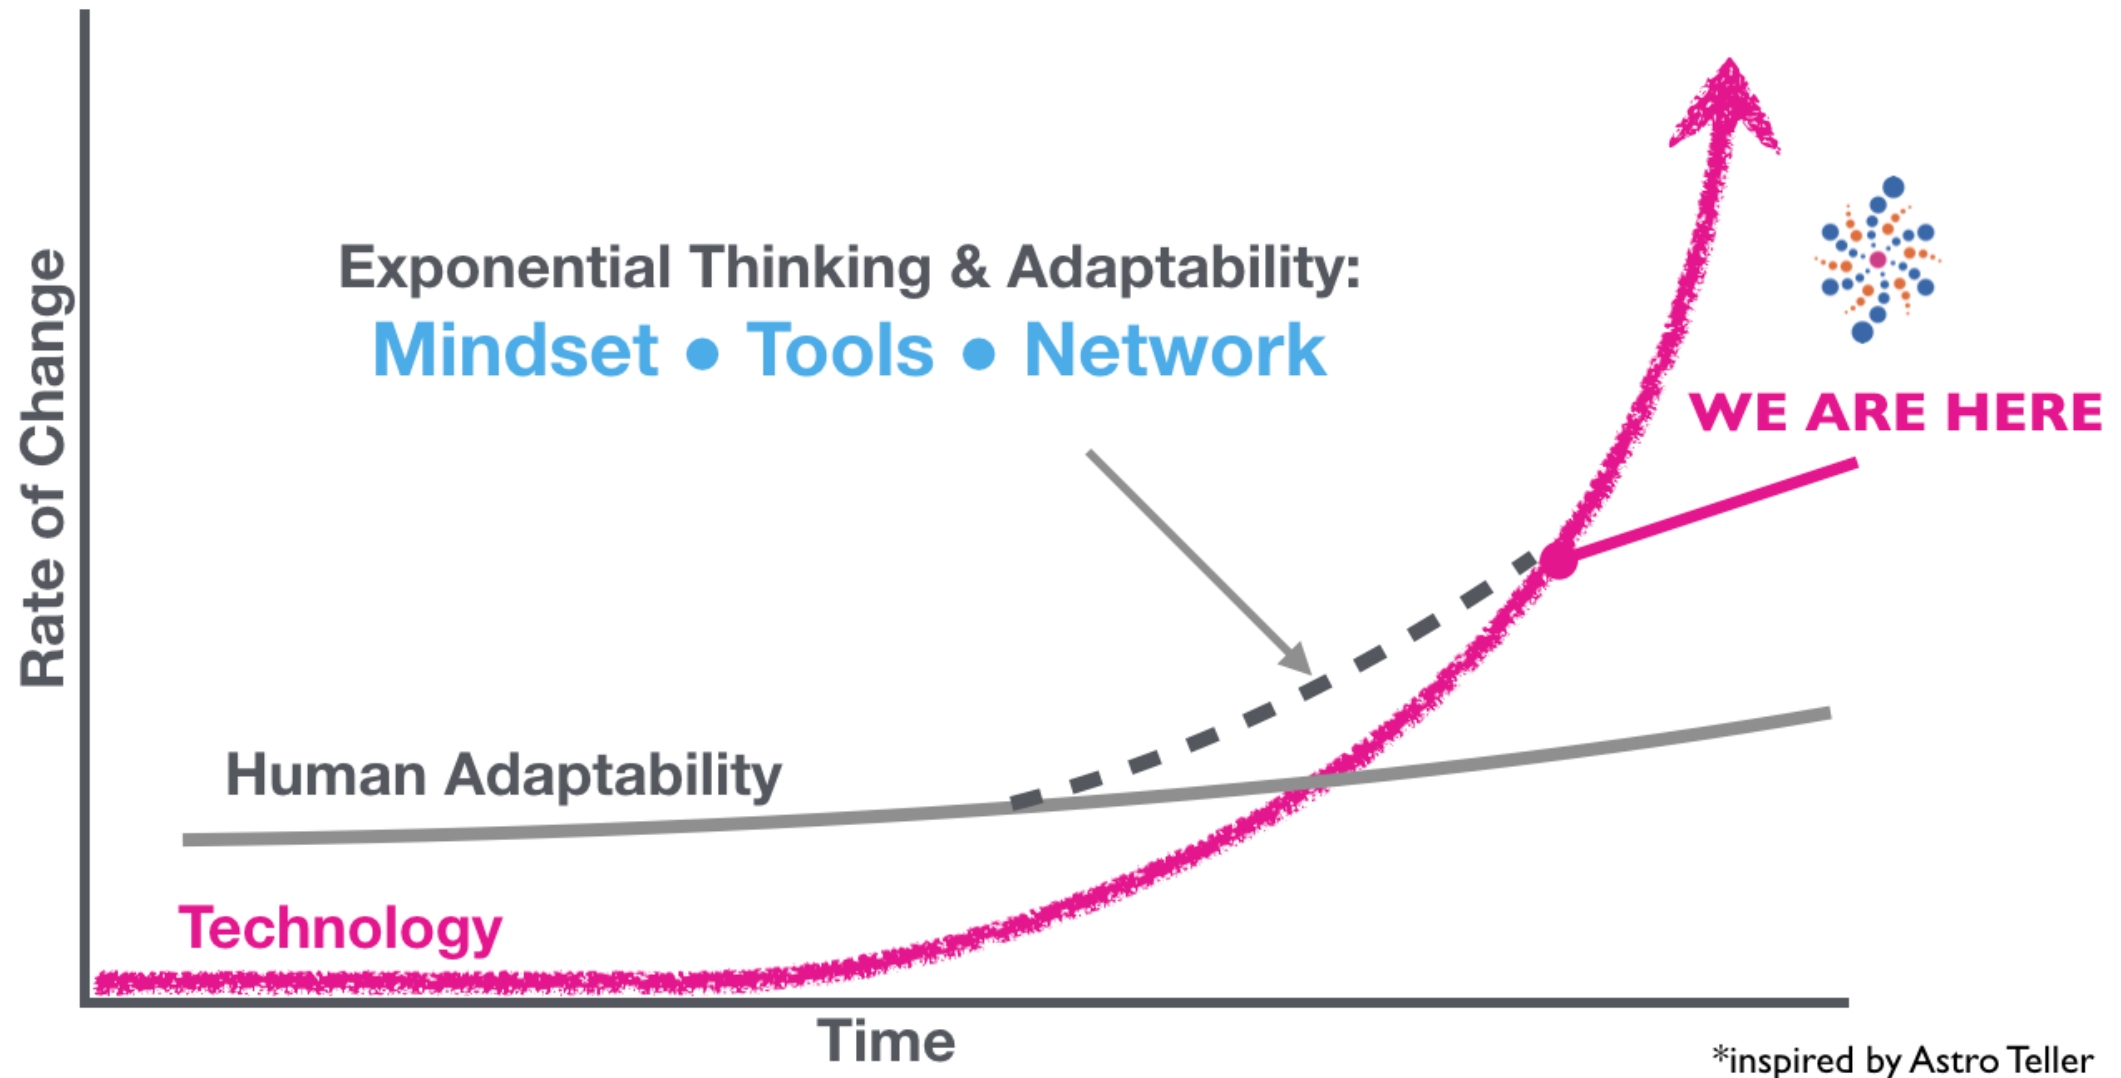 Exponential Thinking & Adaptability:
Mindset • Tools • Network
WE ARE HERE
Rate of Change
Human Adaptability
Technology
Time
*inspired by Astro Teller